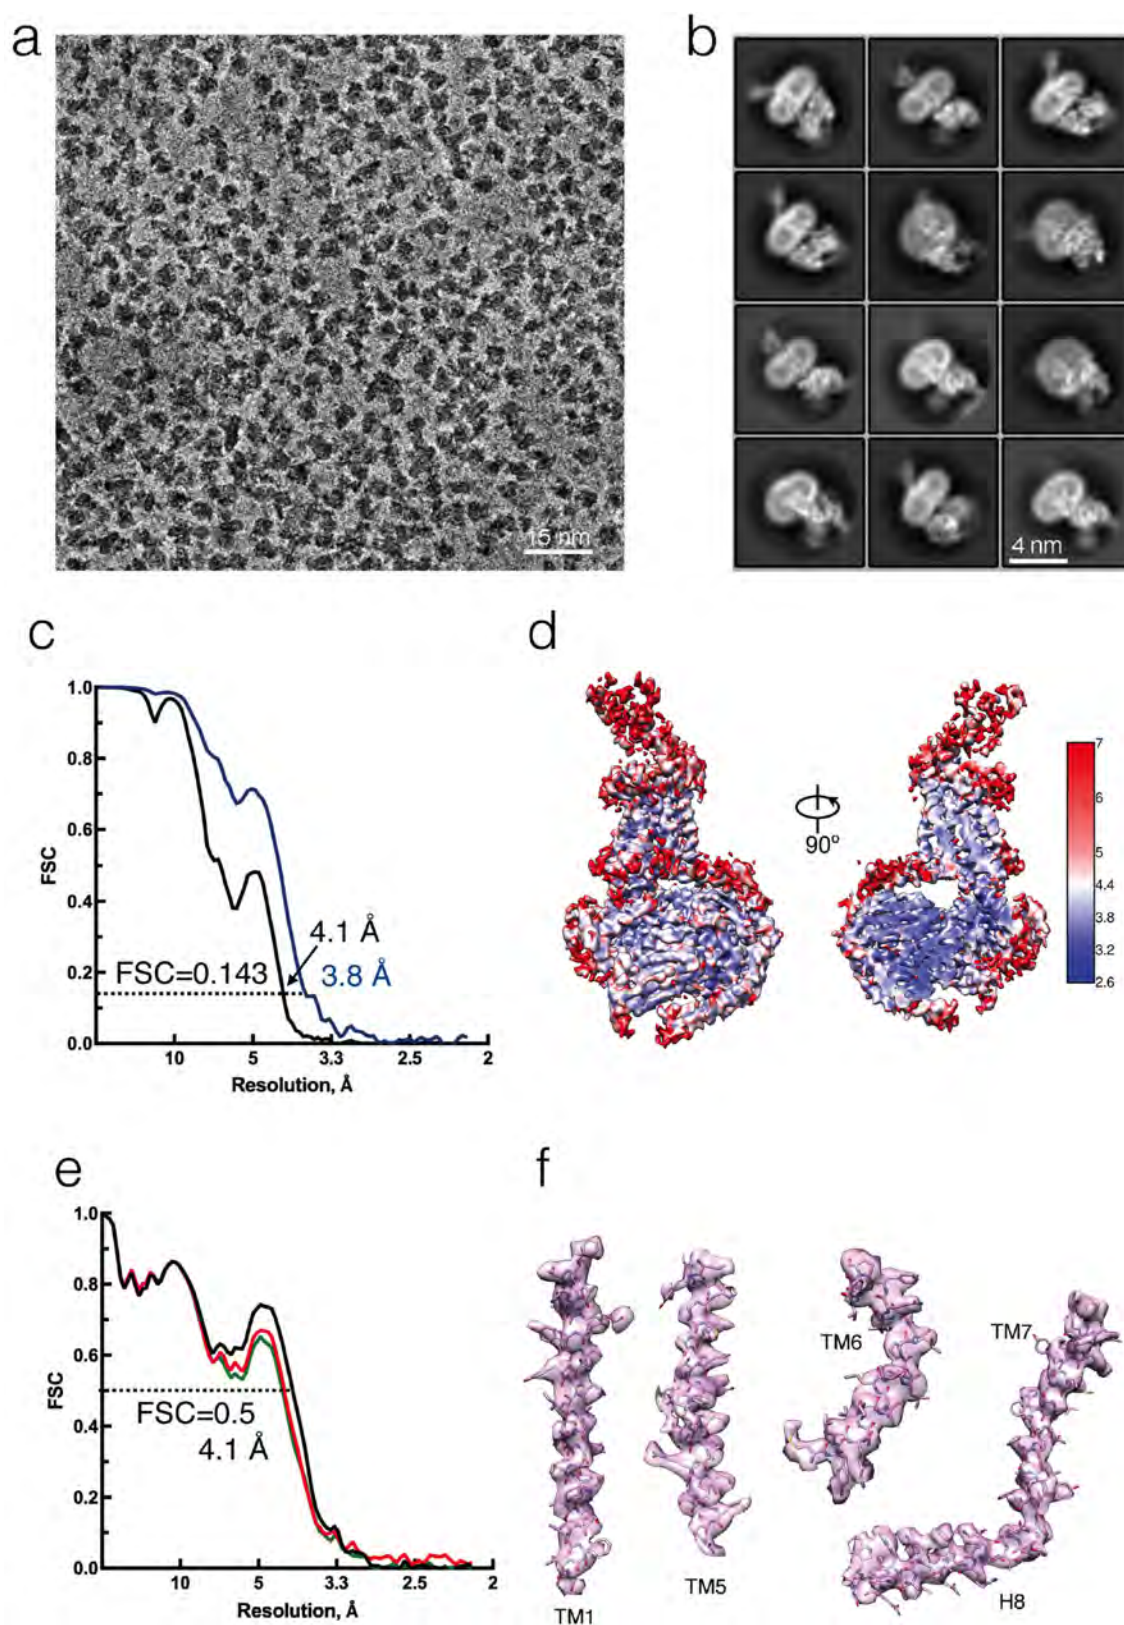 a
15 nm
b
4 nm
c
1.0
0.8
0.6
0.4
0.2
0.0
FSC
4.1 Å
FSC=0.143
3.8 Å
10
5
3.3
2.5
2
Resolution, Å
d
90º
7
6
5
4.4
3.8
3.2
2.6
e
1.0
0.8
0.6
0.4
0.2
0.0
FSC
FSC=0.5
4.1 Å
10
5
3.3
2.5
2
Resolution, Å
f
TM1
TM5
TM6
TM7
H8